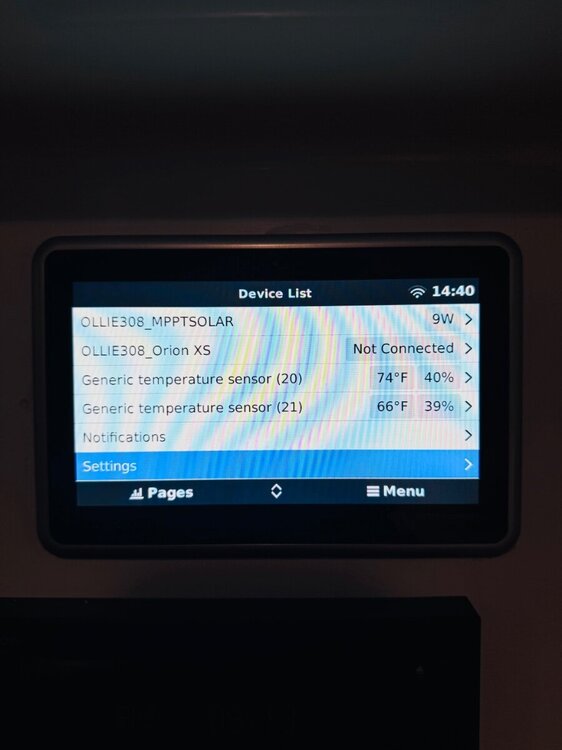 Device List 14:40
OLLIE308_MPPTSOLAR 9W
OLLIE308_Orion XS Not Connected
Generic temperature sensor (20) 74°F 40%
Generic temperature sensor (21) 66°F 39%
Notifications
Settings
Pages Menu